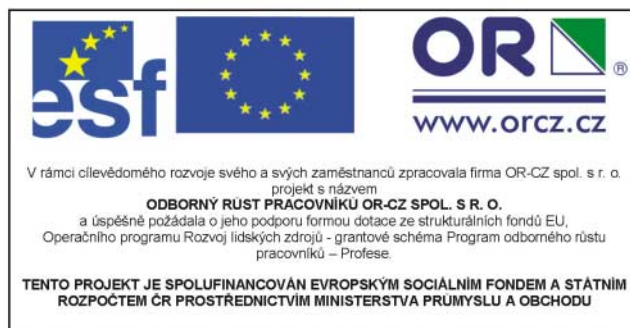 esf
OR ®
www.orcz.cz
V rámci cílevědomého rozvoje svého a svých zaměstnanců zpracovala firma OR-CZ spol. s r. o.
projekt s názvem
ODBORNÝ RŮST PRACOVNÍKŮ OR-CZ SPOL. S R. O.
a úspěšně požádala o jeho podporu formou dotace ze strukturálních fondů EU,
Operačního programu Rozvoj lidských zdrojů - grantové schéma Program odborného růstu
pracovníků – Profese.
TENTO PROJEKT JE SPOLUFINANCOVÁN EVROPSKÝM SOCIÁLNÍM FONDEM A STÁTNÍM
ROZPOČTEM ČR PROSTŘEDNICTVÍM MINISTERSTVA PRŮMYSLU A OBCHODU